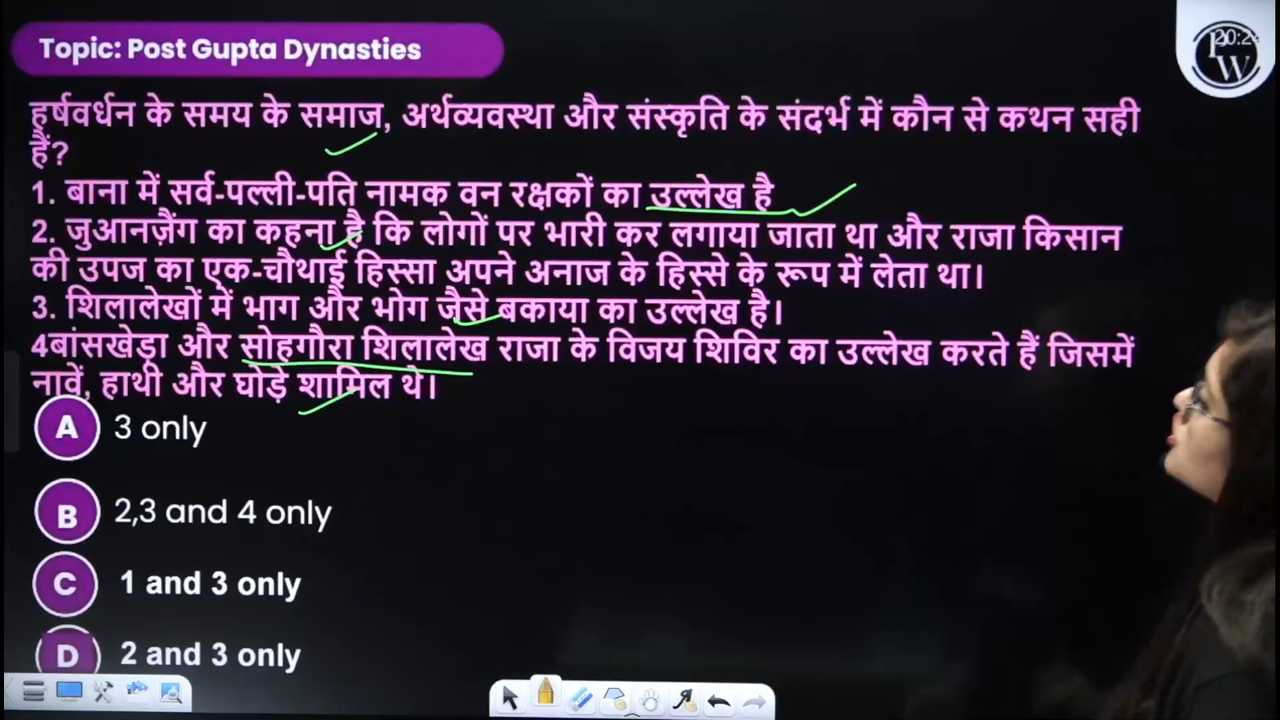 Topic: Post Gupta Dynasties
20:2
PW
हर्षवर्धन के समय के समाज, अर्थव्यवस्था और संस्कृति के संदर्भ में कौन से कथन सही
हैं?
1. बाना में सर्व-पल्ली-पति नामक वन रक्षकों का उल्लेख है
2. जुआनज़ैंग का कहना है कि लोगों पर भारी कर लगाया जाता था और राजा किसान
की उपज का एक-चौथाई हिस्सा अपने अनाज के हिस्से के रूप में लेता था।
3. शिलालेखों में भाग और भोग जैसे बकाया का उल्लेख है।
4बांसखेड़ा और सोहगौरा शिलालेख राजा के विजय शिविर का उल्लेख करते हैं जिसमें
नावें, हाथी और घोड़े शामिल थे।
A 3 only
B 2,3 and 4 only
C 1 and 3 only
D 2 and 3 only